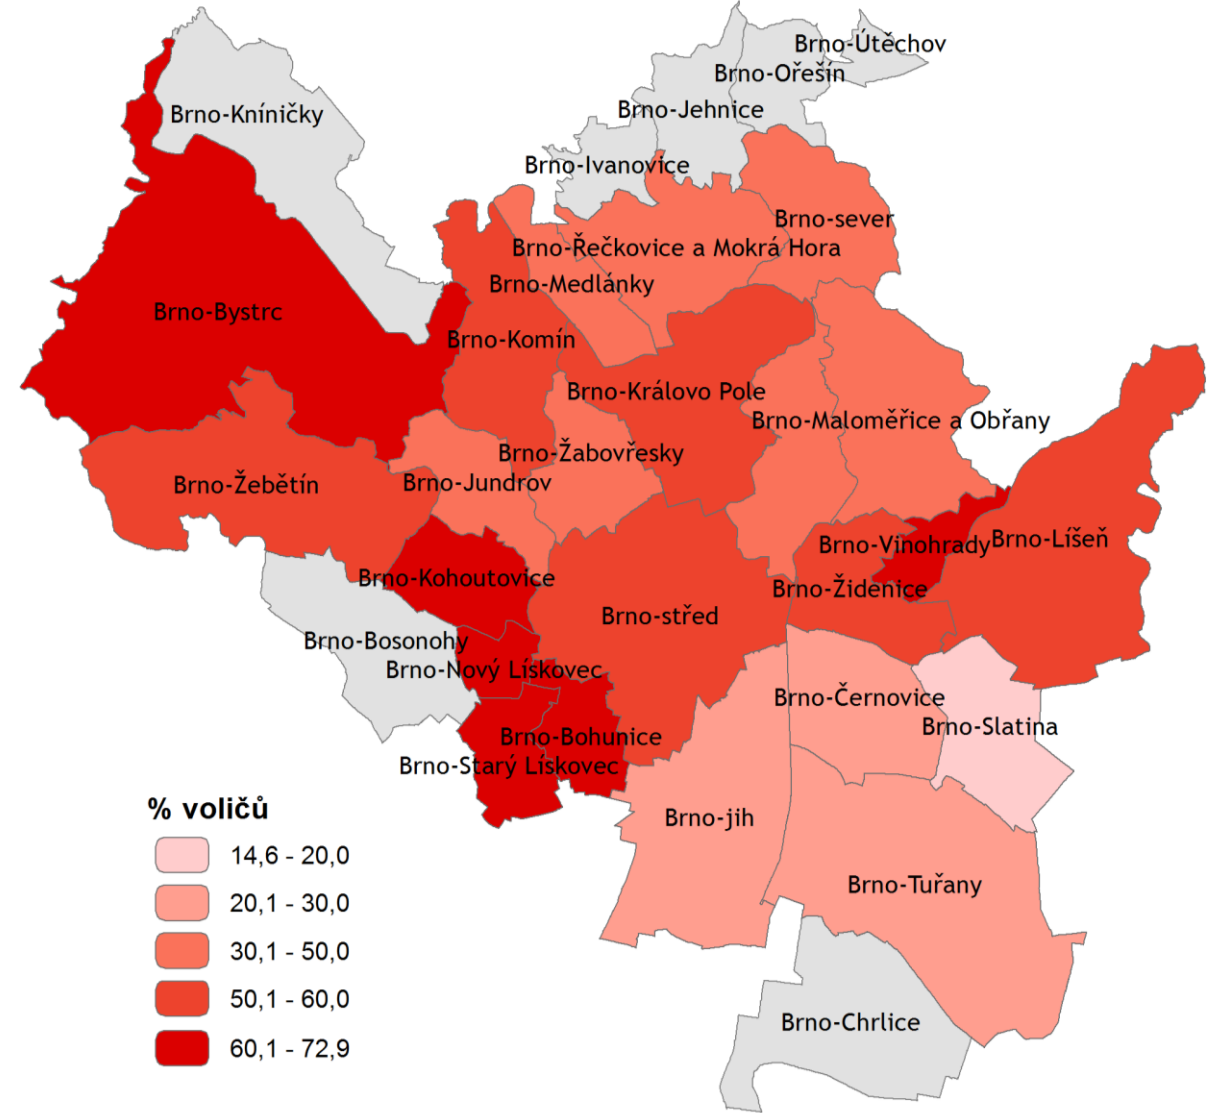 Brno-Útěchov
Brno-Ořešín
Brno-Jehnice
Brno-Kníničky
Brno-Ivanovice
Brno-sever
Brno-Řečkovice a Mokrá Hora
Brno-Medlánky
Brno-Bystrc
Brno-Komín
Brno-Královo Pole
Brno-Maloměřice a Obřany
Brno-Žabovřesky
Brno-Jundrov
Brno-Žebětín
Brno-Líšeň
Brno-Vinohrady
Brno-Kohoutovice
Brno-Židenice
Brno-střed
Brno-Bosonohy
Brno-Nový Lískovec
Brno-Černovice
Brno-Slatina
Brno-Bohunice
Brno-Starý Lískovec
Brno-jih
Brno-Tuřany
Brno-Chrlice
% voličů
14,6 - 20,0
20,1 - 30,0
30,1 - 50,0
50,1 - 60,0
60,1 - 72,9